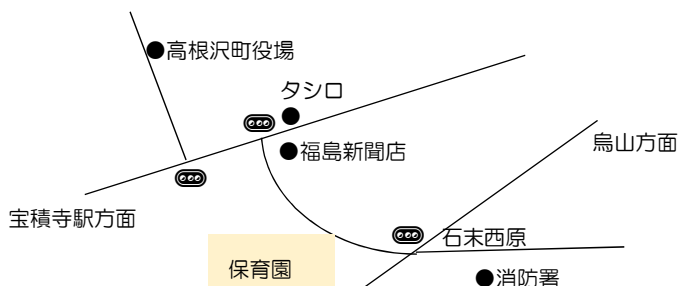 高根沢町役場
タシロ
福島新聞店
烏山方面
宝積寺駅方面
石末西原
保育園
消防署